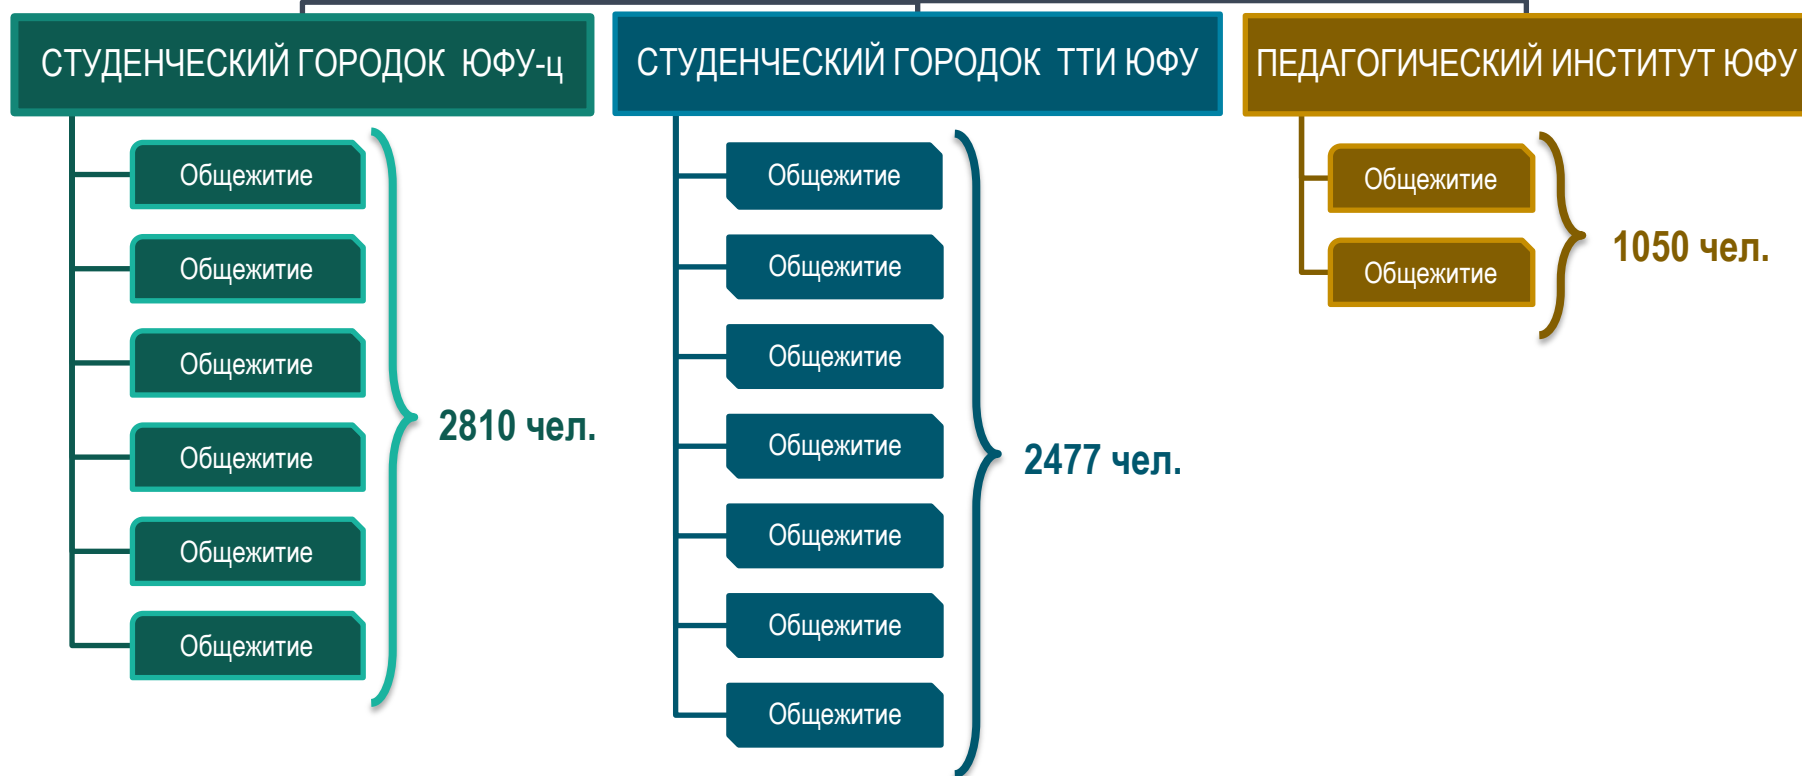 СТУДЕНЧЕСКИЙ ГОРОДОК ЮФУ-ц
Общежитие
Общежитие
Общежитие
Общежитие
Общежитие
Общежитие
2810 чел.
СТУДЕНЧЕСКИЙ ГОРОДОК ТТИ ЮФУ
Общежитие
Общежитие
Общежитие
Общежитие
Общежитие
Общежитие
Общежитие
2477 чел.
ПЕДАГОГИЧЕСКИЙ ИНСТИТУТ ЮФУ
Общежитие
Общежитие
1050 чел.